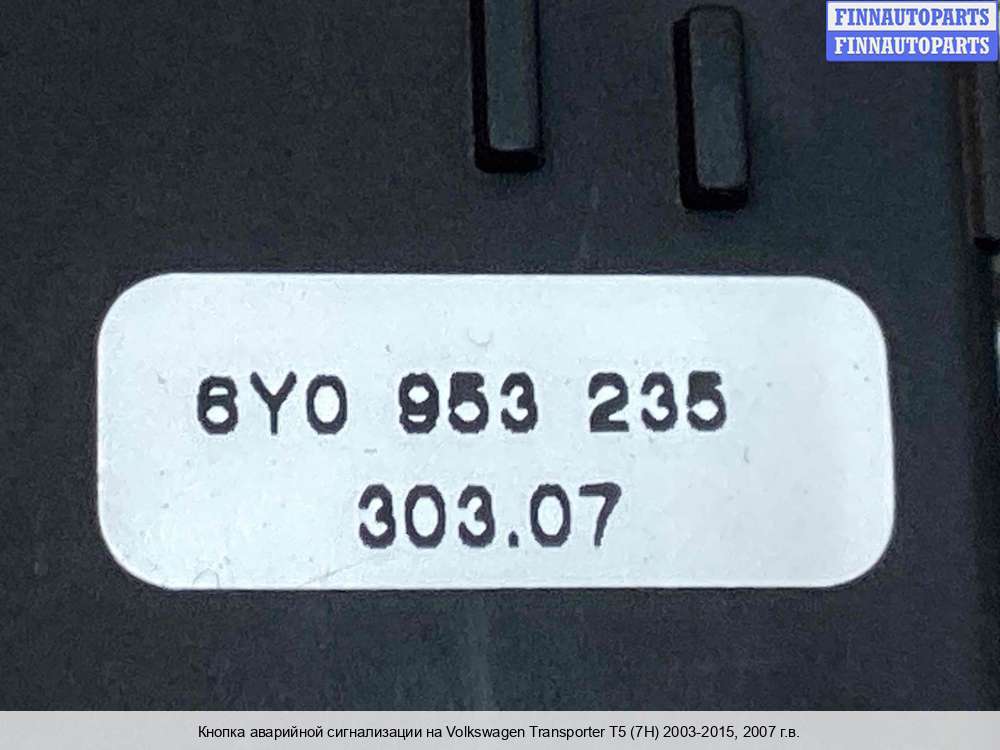 FINNAUTOPARTS
FINNAUTOPARTS
6Y0 953 235
303.07
Кнопка аварийной сигнализации на Volkswagen Transporter T5 (7H) 2003-2015, 2007 г.в.